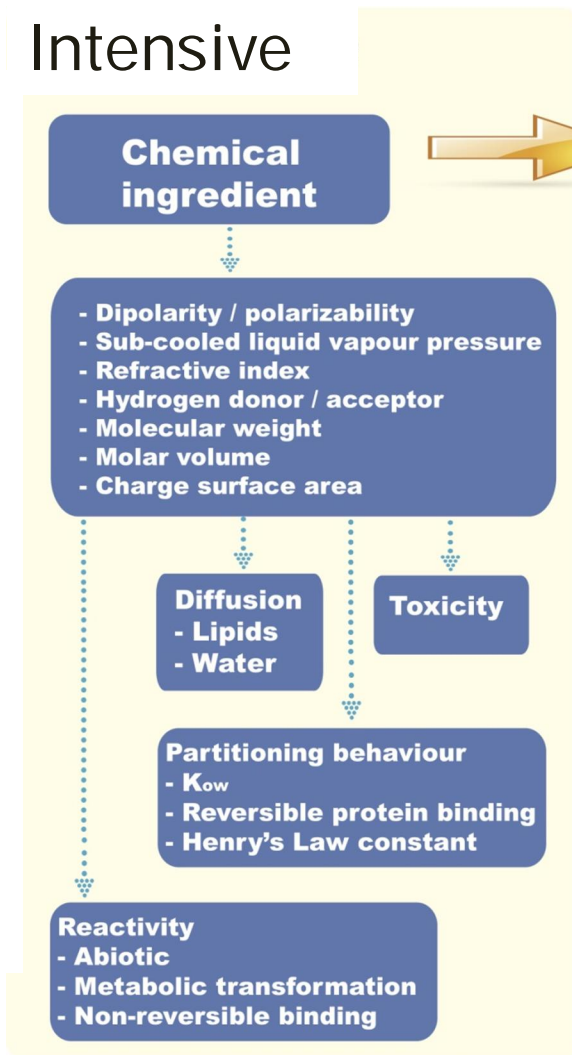 Intensive
Chemical
ingredient
- Dipolarity / polarizability
- Sub-cooled liquid vapour pressure
- Refractive index
- Hydrogen donor / acceptor
- Molecular weight
- Molar volume
- Charge surface area
Diffusion
- Lipids
- Water
Toxicity
Partitioning behaviour
- Kow
- Reversible protein binding
- Henry’s Law constant
Reactivity
- Abiotic
- Metabolic transformation
- Non-reversible binding